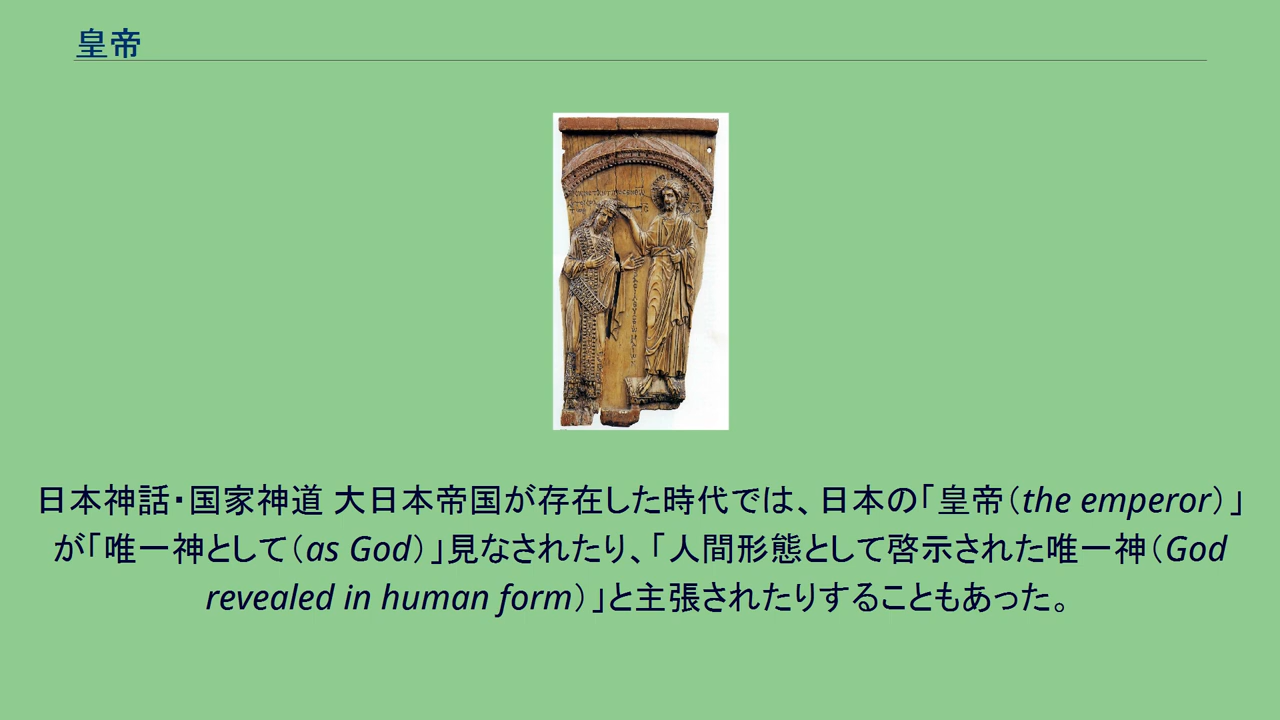 皇帝
日本神話・国家神道 大日本帝国が存在した時代では、日本の「皇帝（the emperor）」
が「唯一神として（as God）」見なされたり、「人間形態として啓示された唯一神（God
revealed in human form）」と主張されたりすることもあった。